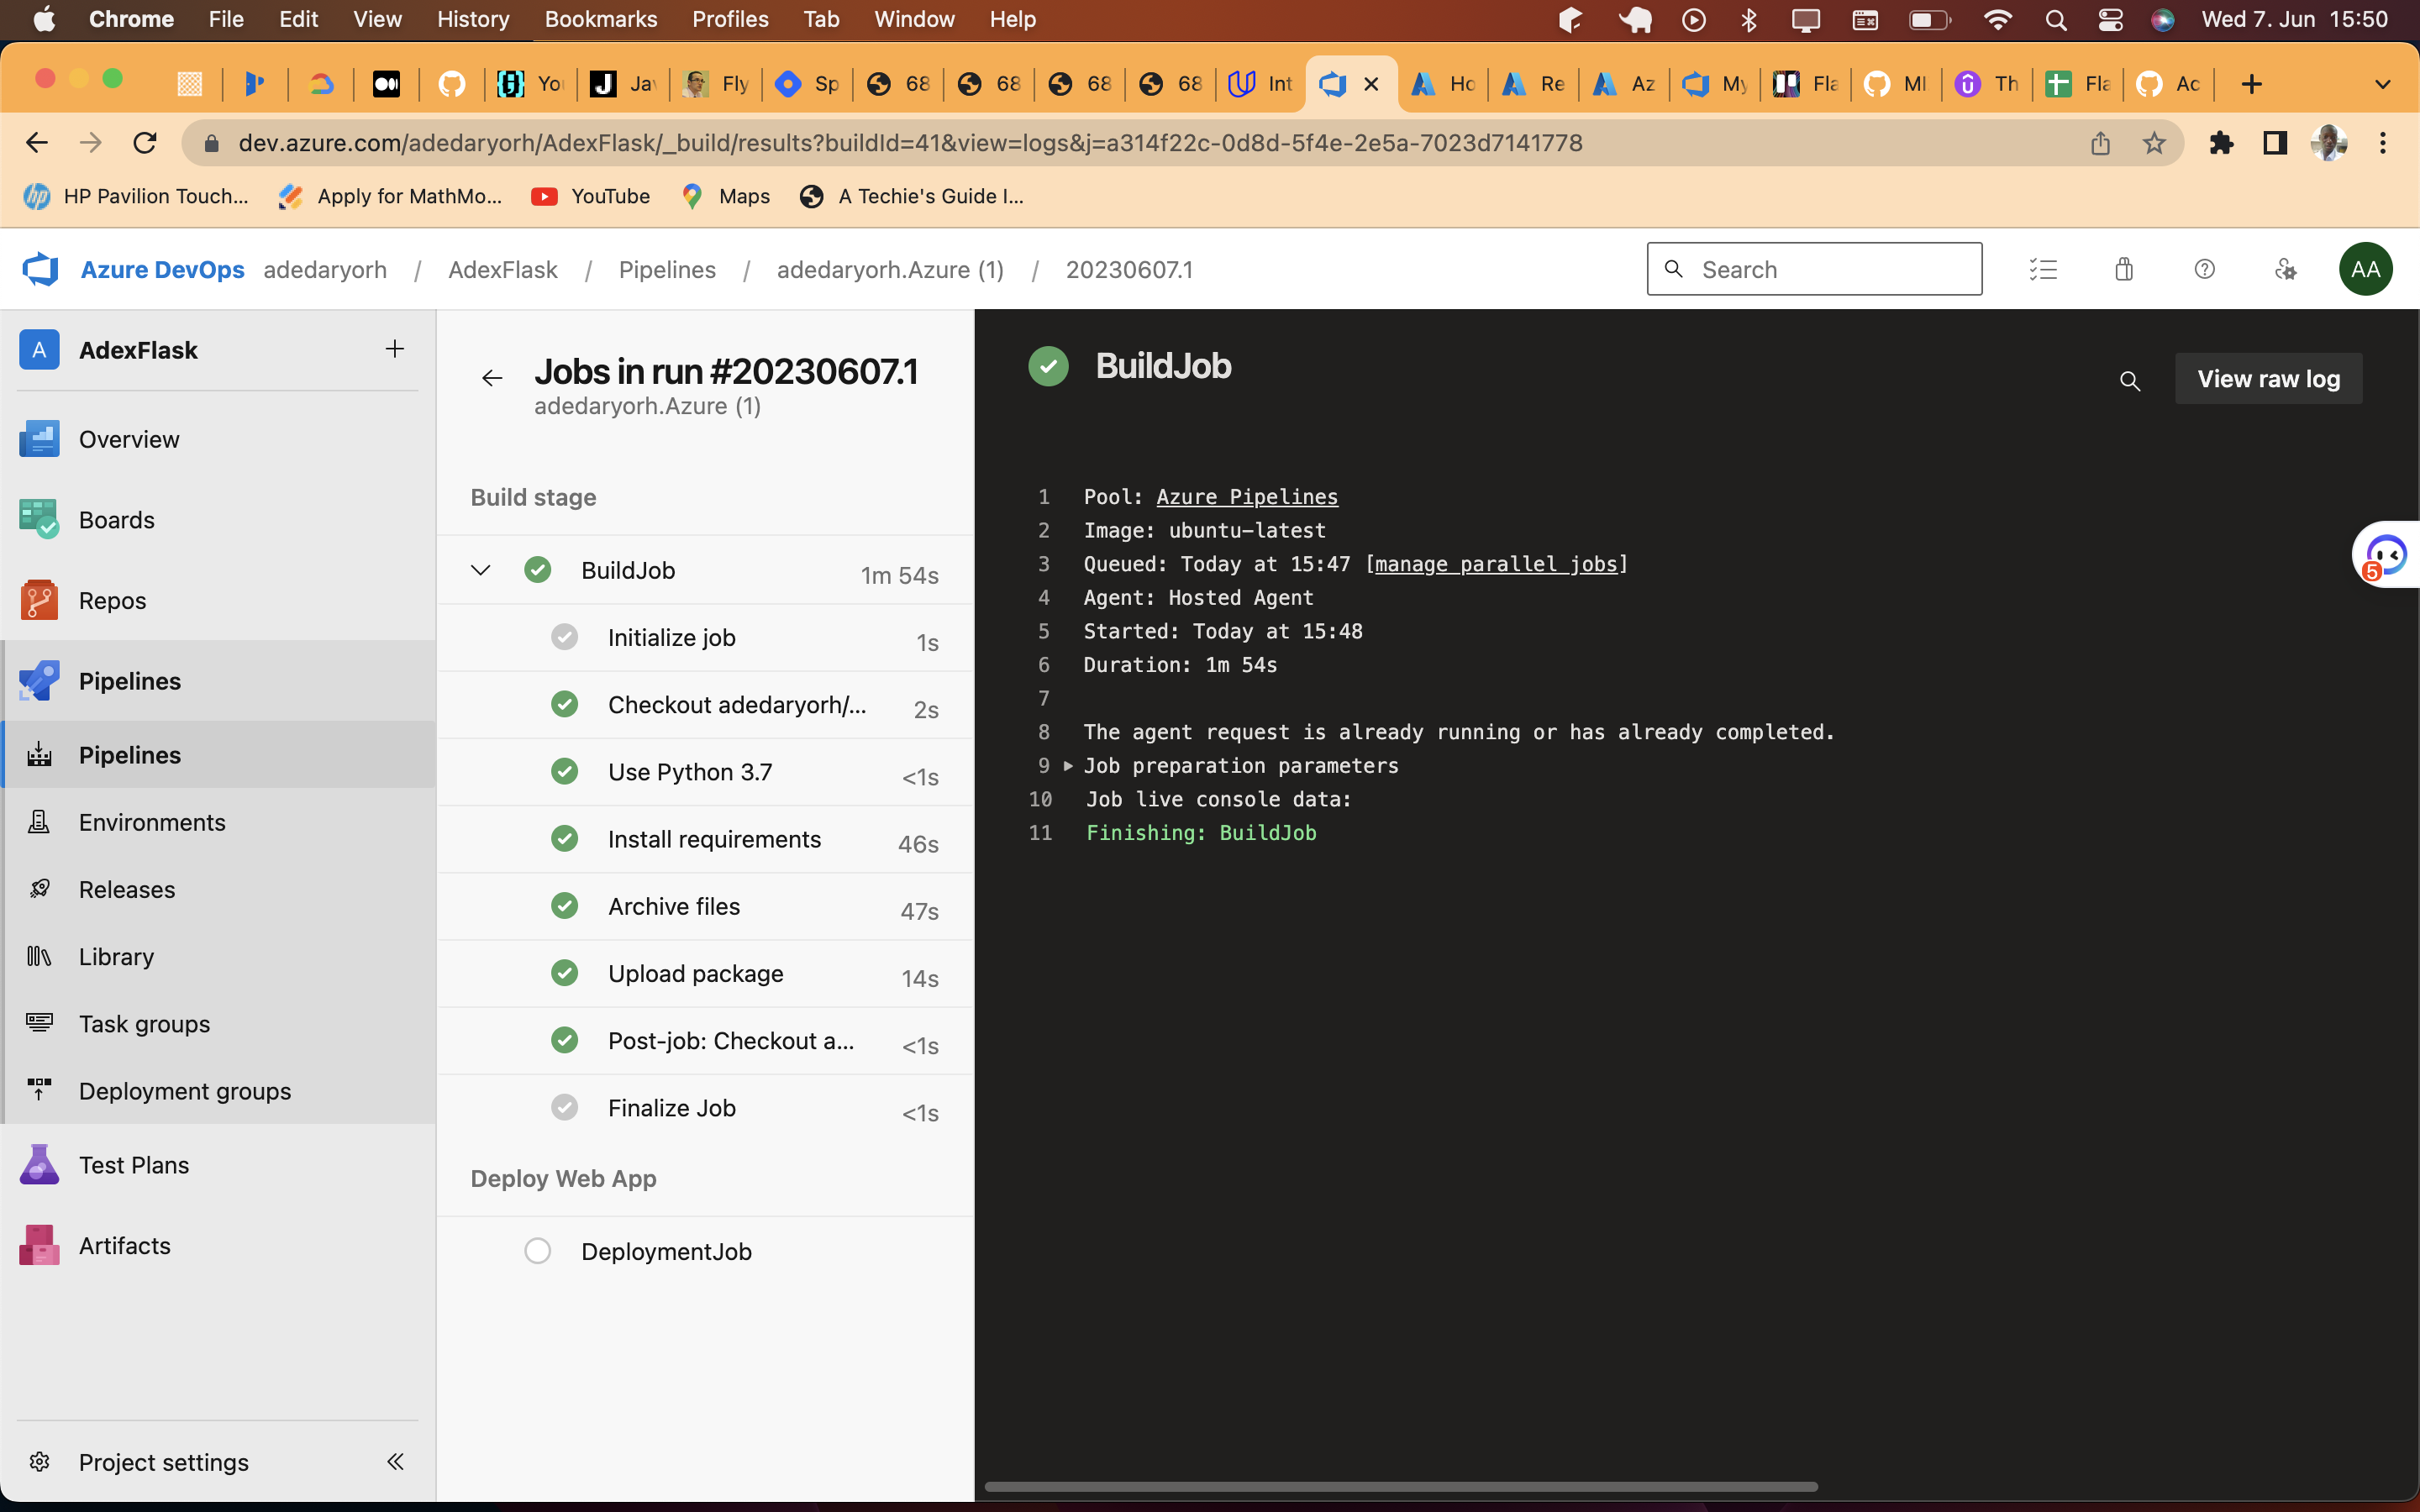 Chrome File Edit View History Bookmarks Profiles Tab Window Help Wed 7. Jun 15:50
You Jav Fly Sp 68 68 68 68 Int Ho Re Az My Fla MI Th Fla Ac
dev.azure.com/adedaryorh/AdexFlask/_build/results?buildId=41&view=logs&j=a314f22c-0d8d-5f4e-2e5a-7023d7141778
HP Pavilion Touch... Apply for MathMo... YouTube Maps A Techie's Guide I...
Azure DevOps adedaryorh / AdexFlask / Pipelines / adedaryorh.Azure (1) / 20230607.1 Search AA
A AdexFlask +
Overview
Boards
Repos
Pipelines
Pipelines
Environments
Releases
Library
Task groups
Deployment groups
Test Plans
Artifacts
Project settings
Jobs in run #20230607.1
adedaryorh.Azure (1)
Build stage
BuildJob 1m 54s
Initialize job 1s
Checkout adedaryorh/... 2s
Use Python 3.7 <1s
Install requirements 46s
Archive files 47s
Upload package 14s
Post-job: Checkout a... <1s
Finalize Job <1s
Deploy Web App
DeploymentJob
BuildJob
View raw log
1 Pool: Azure Pipelines
2 Image: ubuntu-latest
3 Queued: Today at 15:47 [manage parallel jobs]
4 Agent: Hosted Agent
5 Started: Today at 15:48
6 Duration: 1m 54s
7
8 The agent request is already running or has already completed.
9 Job preparation parameters
10 Job live console data:
11 Finishing: BuildJob
5